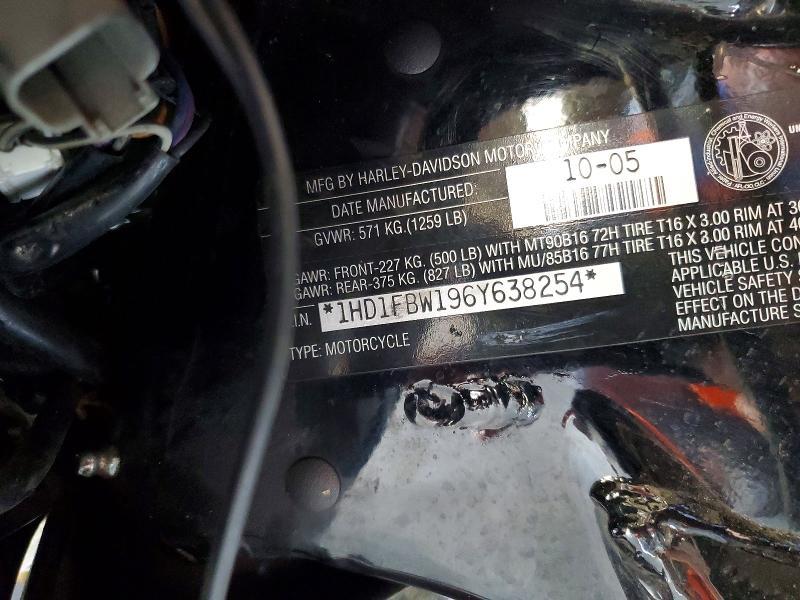 MFG BY HARLEY-DAVIDSON MOTOR COMPANY
DATE MANUFACTURED: 10-05
GVWR: 571 KG.(1259 LB)
GAWR: FRONT-227 KG. (500 LB) WITH MT90B16 72H TIRE T16 X 3.00 RIM AT
GAWR: REAR-375 KG. (827 LB) WITH MU/85B16 77H TIRE T16 X 3.00 RIM AT
.I.N. *1HD1FBW196Y638254*
TYPE: MOTORCYCLE
THIS VEHICLE CON
APPLICABLE U.S.
VEHICLE SAFETY
EFFECT ON THE D
MANUFACTURE S